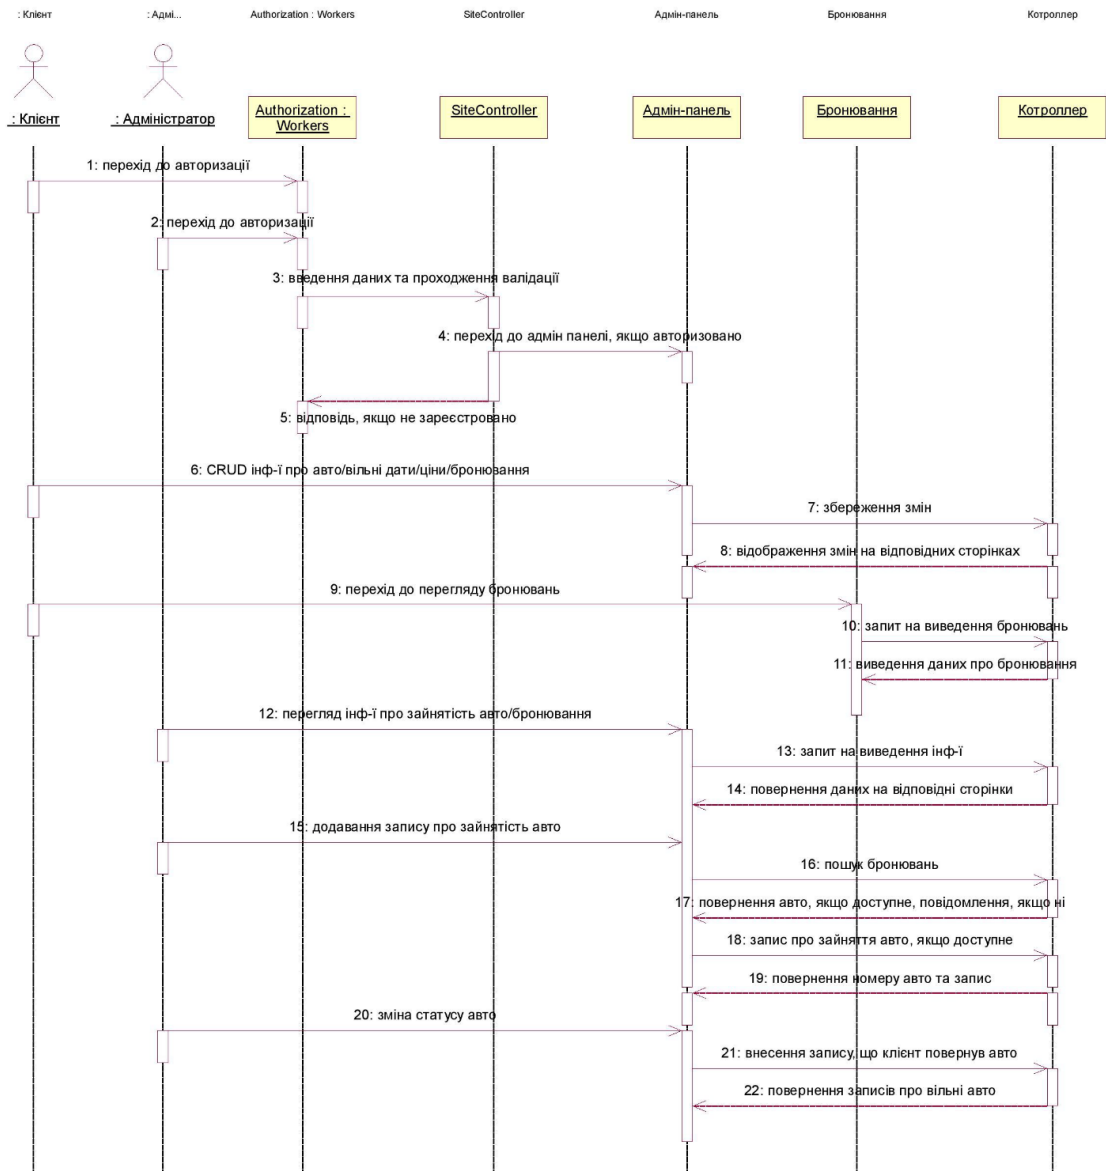 : Клієнт
: Адмі...
Authorization : Workers
SiteController
Адмін-панель
Бронювання
Котроллер
: Клієнт
: Адміністратор
Authorization :
Workers
SiteController
Адмін-панель
Бронювання
Котроллер
1: перехід до авторизації
2: перехід до авторизації
3: введення даних та проходження валідації
4: перехід до адмін панелі, якщо авторизовано
5: відповідь, якщо не зареєстровано
6: CRUD інф-ї про авто/вільні дати/ціни/бронювання
7: збереження змін
8: відображення змін на відповідних сторінках
9: перехід до перегляду бронювань
10: запит на виведення бронювань
11: виведення даних про бронювання
12: перегляд інф-ї про зайнятість авто/бронювання
13: запит на виведення інф-ї
14: повернення даних на відповідні сторінки
15: додавання запису про зайнятість авто
16: пошук бронювань
17: повернення авто, якщо доступне, повідомлення, якщо ні
18: запис про зайняття авто, якщо доступне
19: повернення номеру авто та запис
20: зміна статусу авто
21: внесення запису, що клієнт повернув авто
22: повернення записів про вільні авто